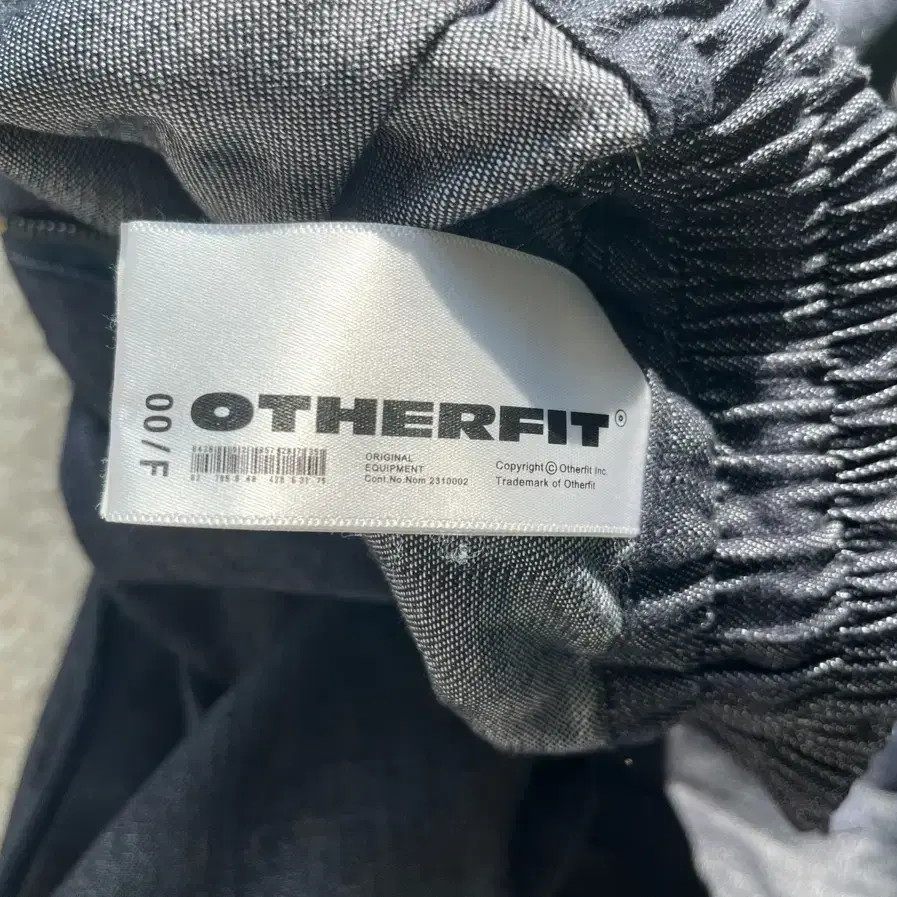 00/F
OTHERFIT®
ORIGINAL
EQUIPMENT
Cont.No.Nom 2310002
Copyright © Otherfit Inc.
Trademark of Otherfit